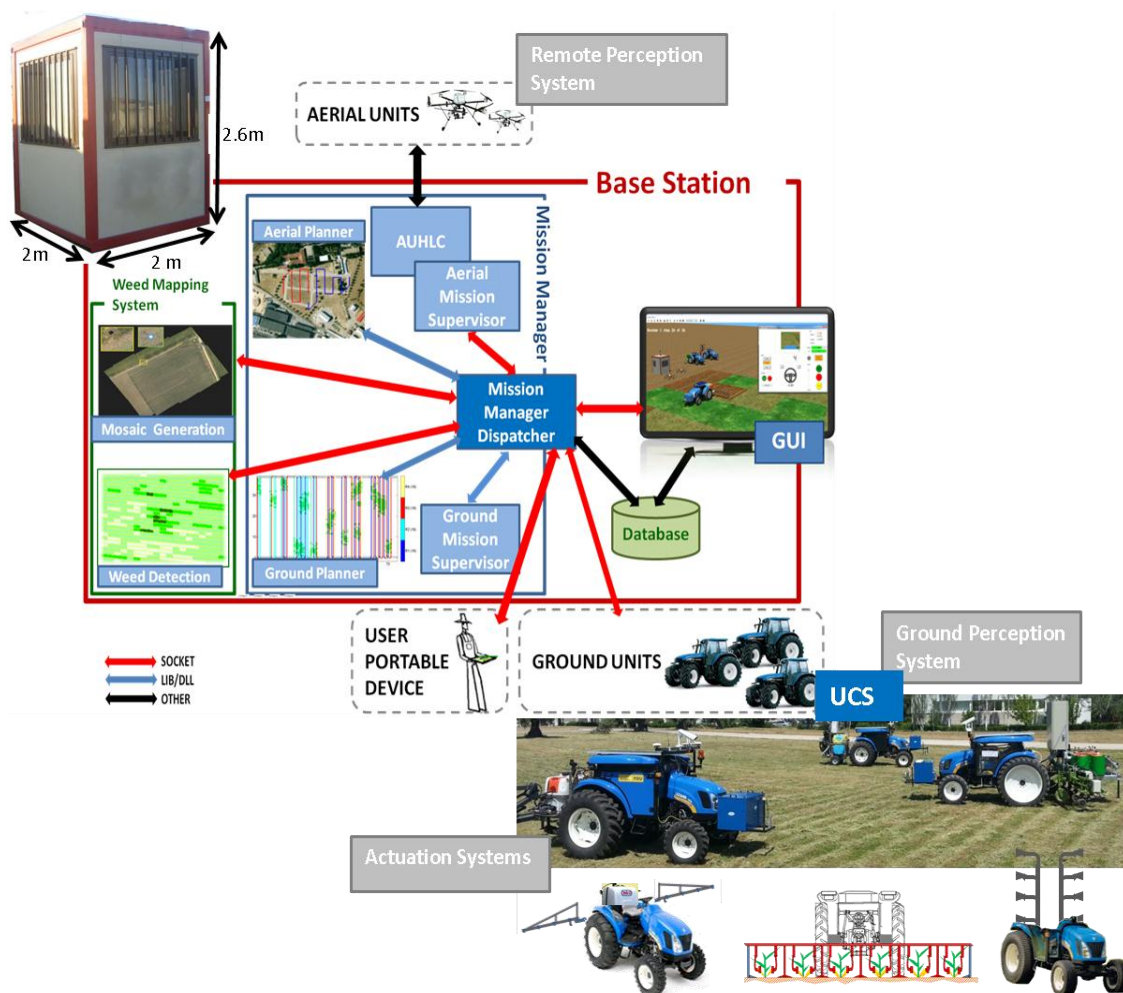 Remote Perception
System
AERIAL UNITS
2.6m
2m
2 m
Base Station
Mission Manager
Aerial Planner
AUHLC
Aerial
Mission
Supervisor
Weed Mapping
System
Mosaic Generation
Weed Detection
Mission
Manager
Dispatcher
GUI
Database
Ground Planner
Ground
Mission
Supervisor
SOCKET
LIB/DLL
OTHER
USER
PORTABLE
DEVICE
GROUND UNITS
Ground Perception
System
UCS
Actuation Systems